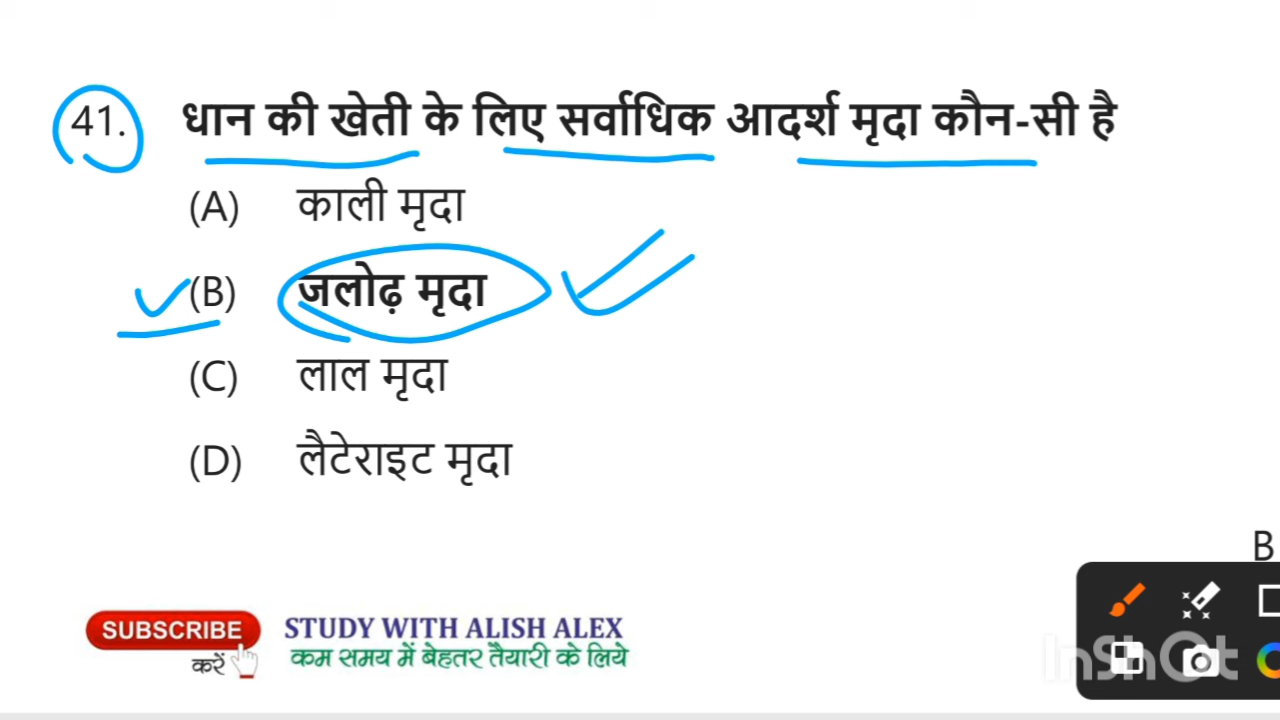 41. धान की खेती के लिए सर्वाधिक आदर्श मृदा कौन-सी है
(A) काली मृदा
(B) जलोढ़ मृदा
(C) लाल मृदा
(D) लैटेराइट मृदा
B
SUBSCRIBE
करें
STUDY WITH ALISH ALEX
कम समय में बेहतर तैयारी के लिये
InShOt